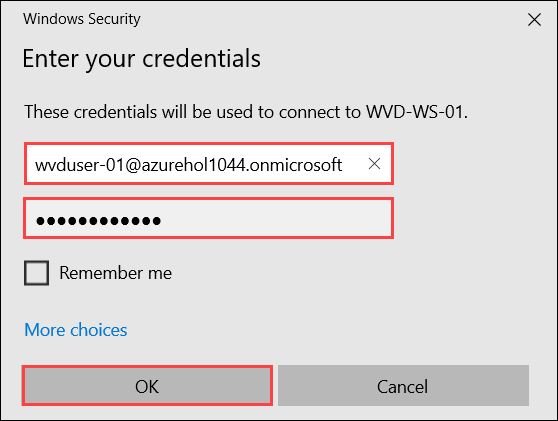 Windows Security
Enter your credentials
These credentials will be used to connect to WVD-WS-01.
wvduser-01@azurehol1044.onmicrosoft
●●●●●●●●●●●●
Remember me
More choices
OK
Cancel